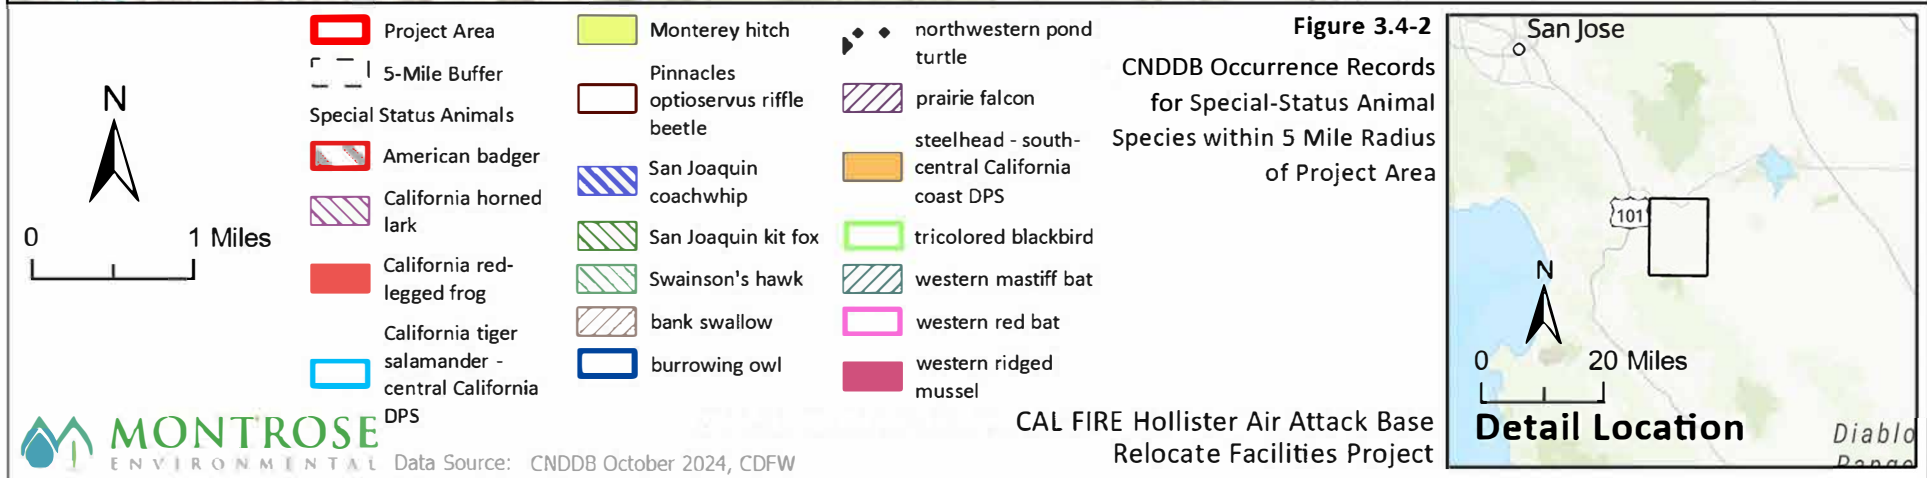 N
0 1 Miles
Project Area
5-Mile Buffer
Special Status Animals
American badger
California horned
lark
California red-
legged frog
California tiger
salamander -
central California
DPS
Monterey hitch
Pinnacles
optioservus riffle
beetle
San Joaquin
coachwhip
San Joaquin kit fox
Swainson's hawk
bank swallow
burrowing owl
northwestern pond
turtle
prairie falcon
steelhead - south-
central California
coast DPS
tricolored blackbird
western mastiff bat
western red bat
western ridged
mussel
Figure 3.4-2
CNDDB Occurrence Records
for Special-Status Animal
Species within 5 Mile Radius
of Project Area
CAL FIRE Hollister Air Attack Base
Relocate Facilities Project
MONTROSE
ENVIRONMENTAL
Data Source: CNDDB October 2024, CDFW
San Jose
101
N
0 20 Miles
Detail Location
Diablo
Range